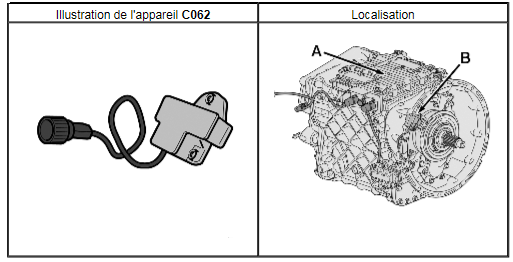 Illustration de l'appareil C062
Localisation
A
B